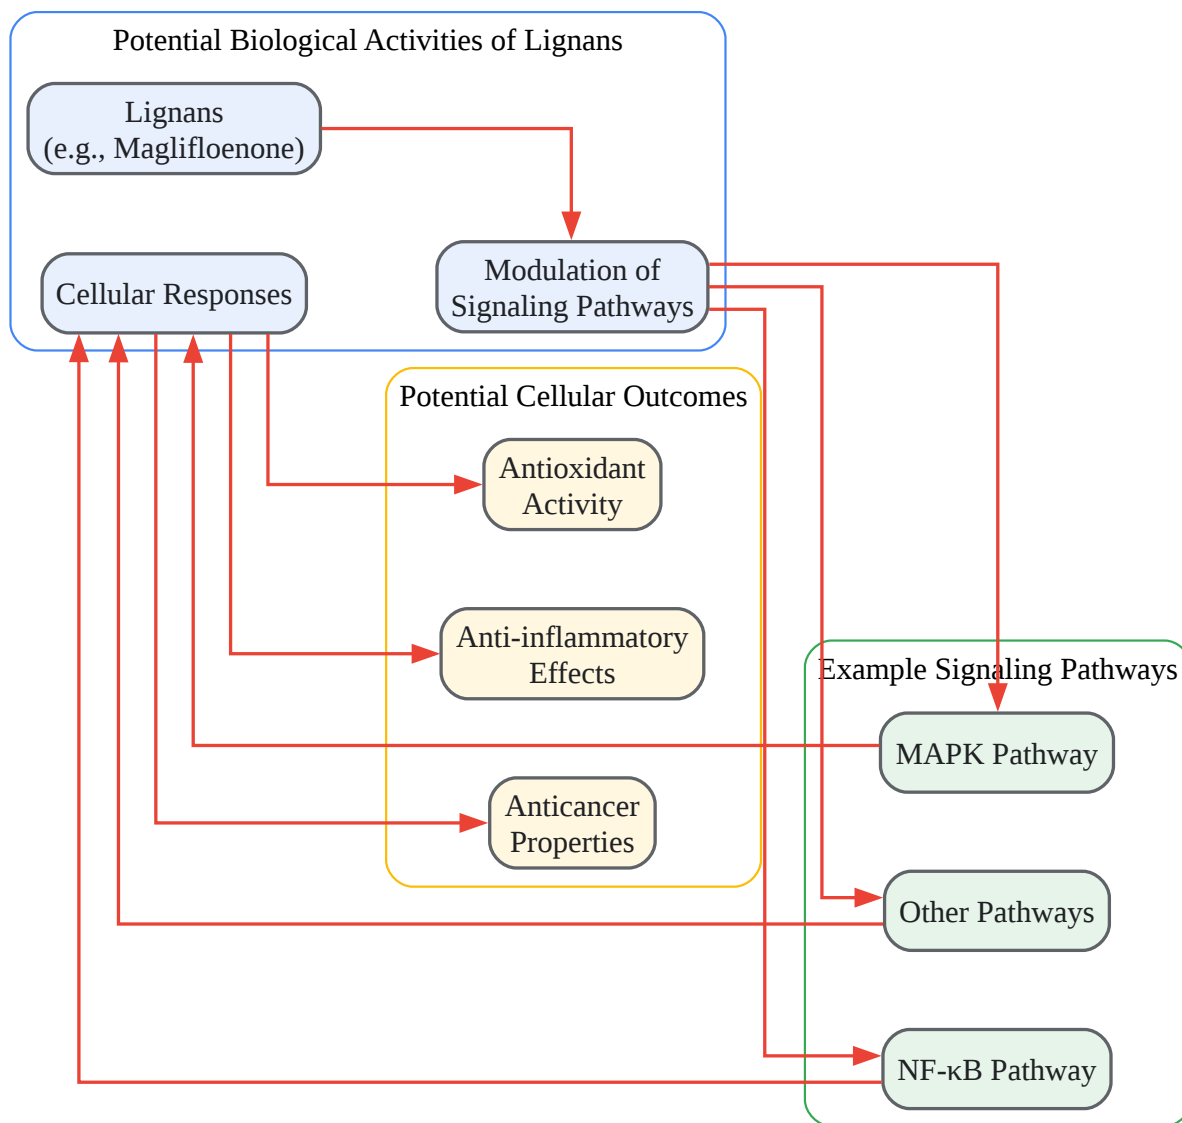 Potential Biological Activities of Lignans
Lignans
(e.g., Maglifloenone)
Cellular Responses
Modulation of
Signaling Pathways
Potential Cellular Outcomes
Antioxidant
Activity
Anti-inflammatory
Effects
Anticancer
Properties
Example Signaling Pathways
MAPK Pathway
Other Pathways
NF-κB Pathway